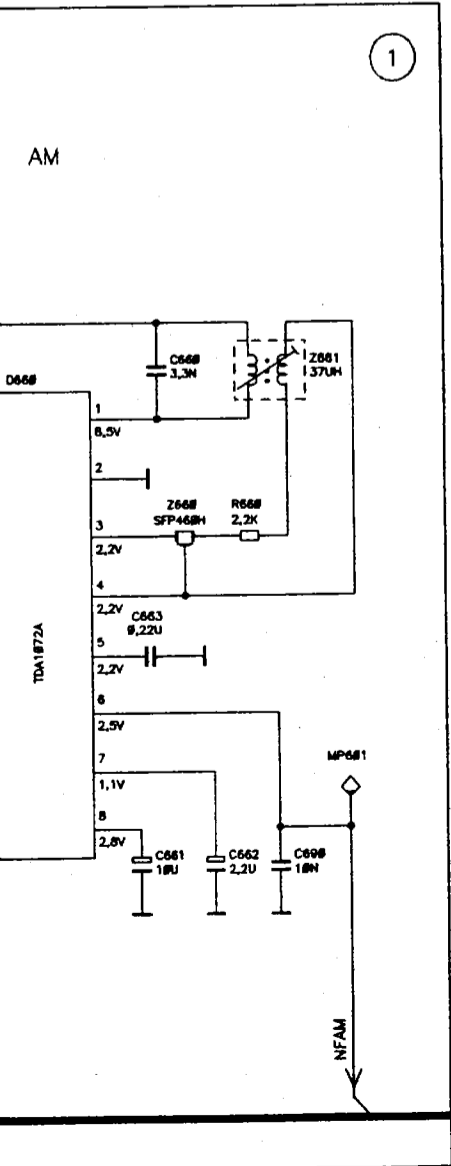 1
AM
C660
3,3N
Z661
37UH
D660
1
8,5V
2
Z660
SFP460H
R660
2,2K
3
2,2V
4
2,2V
C663
0,22U
5
2,2V
TDA1072A
6
2,5V
7
1,1V
MP601
8
2,8V
C661
10U
C662
2,2U
C690
10N
NFAM